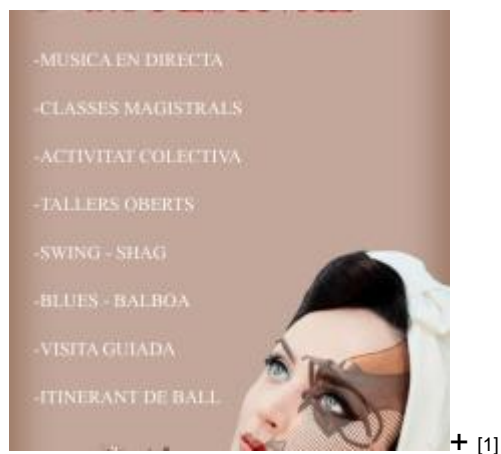 -MUSICA EN DIRECTA
-CLASSES MAGISTRALS
-ACTIVITAT COLECTIVA
-TALLERS OBERTS
-SWING - SHAG
-BLUES - BALBOA
-VISITA GUIADA
-ITINERANT DE BALL
+ [1]